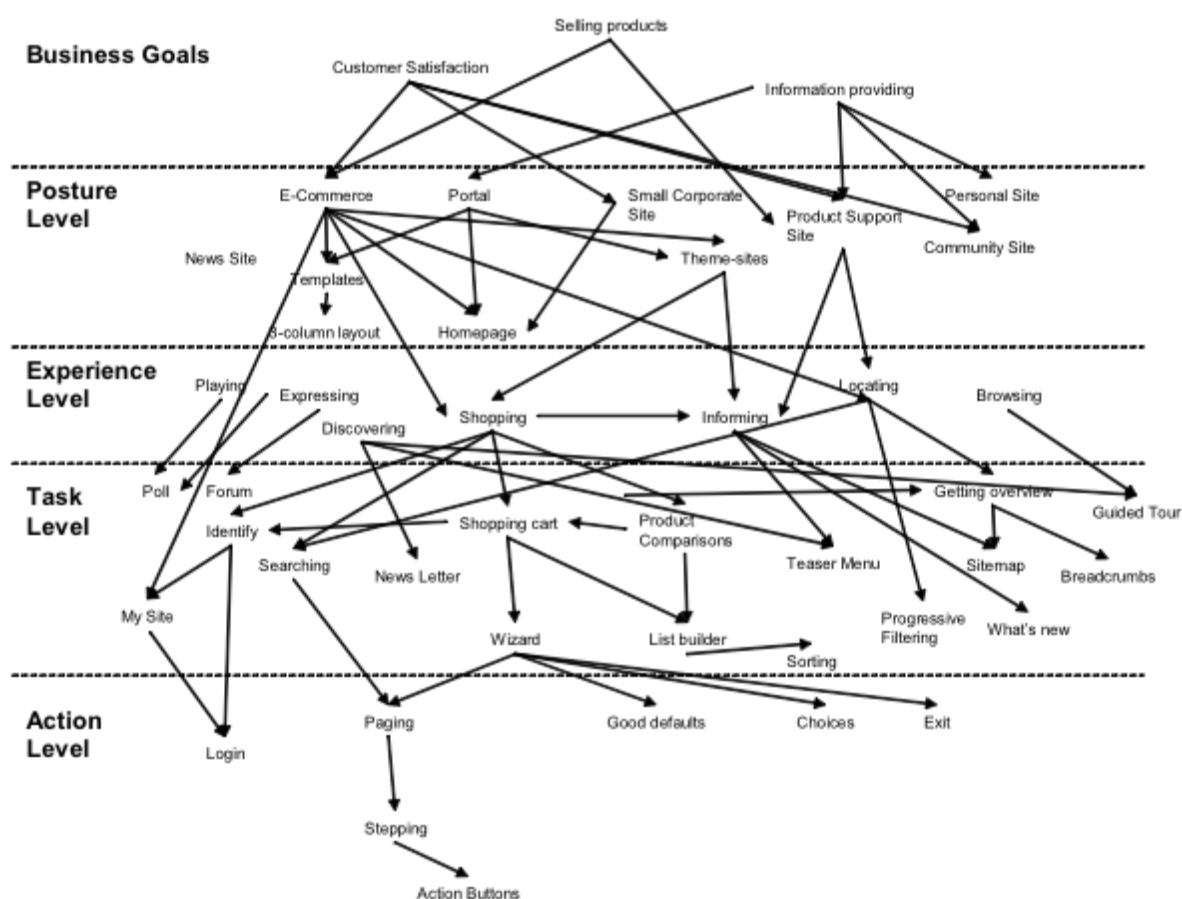 Selling products
Business Goals
Customer Satisfaction
Information providing
Posture
Level
E-Commerce
Portal
Small Corporate
Site
Product Support
Site
Personal Site
Community Site
News Site
Templates
Theme-sites
3-column layout
Homepage
Experience
Level
Playing
Expressing
Discovering
Shopping
Informing
Locating
Browsing
Task
Level
Poll
Forum
Identify
Searching
News Letter
Shopping cart
Product
Comparisons
Getting overview
Guided Tour
Teaser Menu
Sitemap
Breadcrumbs
My Site
Wizard
List builder
Sorting
Progressive
Filtering
What's new
Action
Level
Login
Paging
Good defaults
Choices
Exit
Stepping
Action Buttons